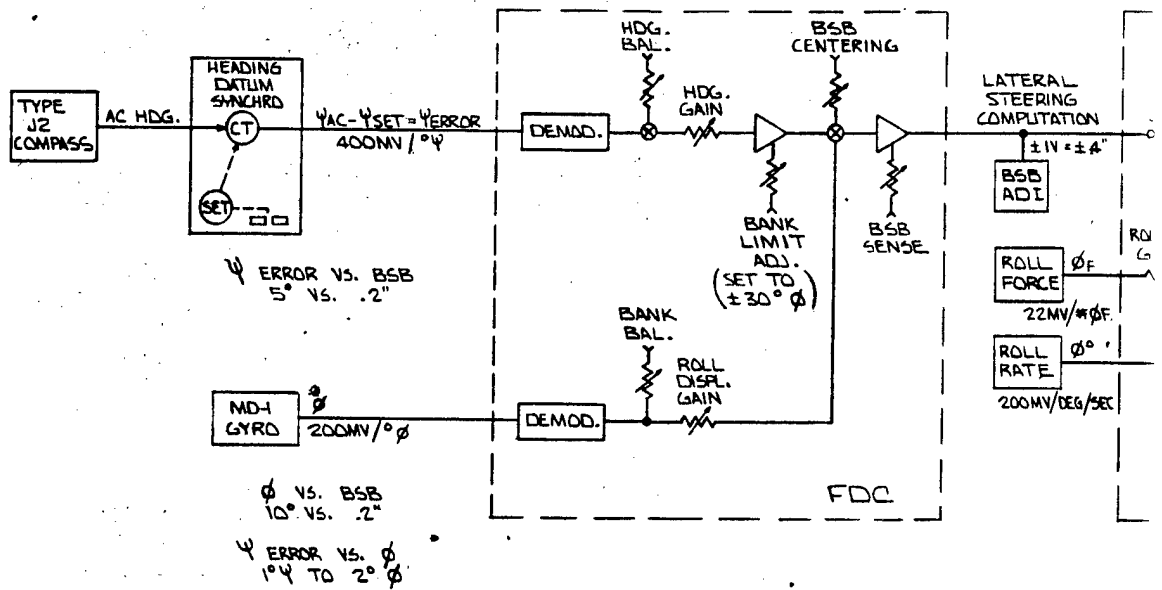 HDG.
BAL.
BSB
CENTERING
HEADING
DATUM
SYNCHRO
TYPE
J2
COMPASS
AC HDG.
CT
SET
ΨAC-ΨSET=ΨERROR
400MV/°Ψ
DEMOD.
HDG.
GAIN
LATERAL
STEERING
COMPUTATION
±1V=±.4"
BSB
ADI
BANK
LIMIT
ADJ.
(SET TO
±30° Ø)
BSB
SENSE
Ψ ERROR VS. BSB
5° VS. .2"
ROLL
FORCE
ØF
22MV/#ØF.
ROLL
RATE
Ø°
200MV/DEG/SEC
BANK
BAL.
ROLL
DISPL.
GAIN
MD-1
GYRO
Ø
200MV/°Ø
DEMOD.
FDC
Ø VS. BSB
10° VS. .2"
Ψ ERROR VS. Ø
1°Ψ TO 2° Ø